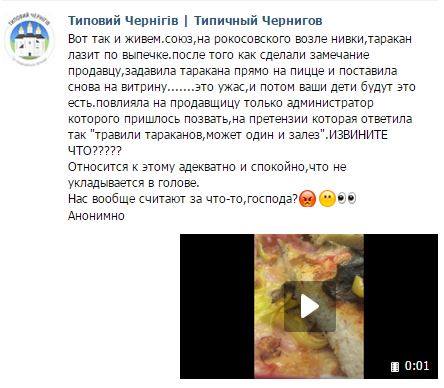 Типовий Чернігів | Типичный Чернигов
Вот так и живем.союз,на рокосовского возле нивки,таракан
лазит по выпечке.после того как сделали замечание
продавцу,задавила таракана прямо на пицце и поставила
снова на витрину.......это ужас,и потом ваши дети будут это
есть.повлияла на продавщицу только администратор
которого пришлось позвать,на претензии которая ответила
так "травили тараканов,может один и залез".ИЗВИНИТЕ
ЧТО?????
Относится к этому адекватно и спокойно,что не
укладывается в голове.
Нас вообще считают за что-то,господа?😡😶👀
Анонимно
0:01